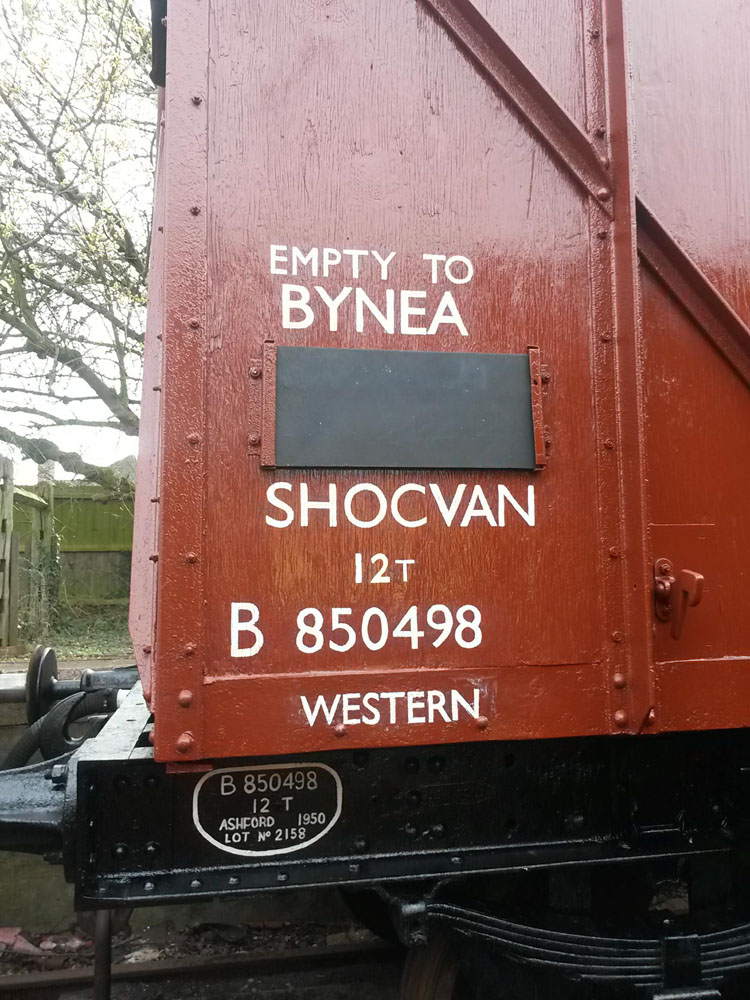 EMPTY TO
BYNEA
SHOCVAN
12T
B 850498
WESTERN
B 850498
12 T
ASHFORD 1950
LOT Nº 2158